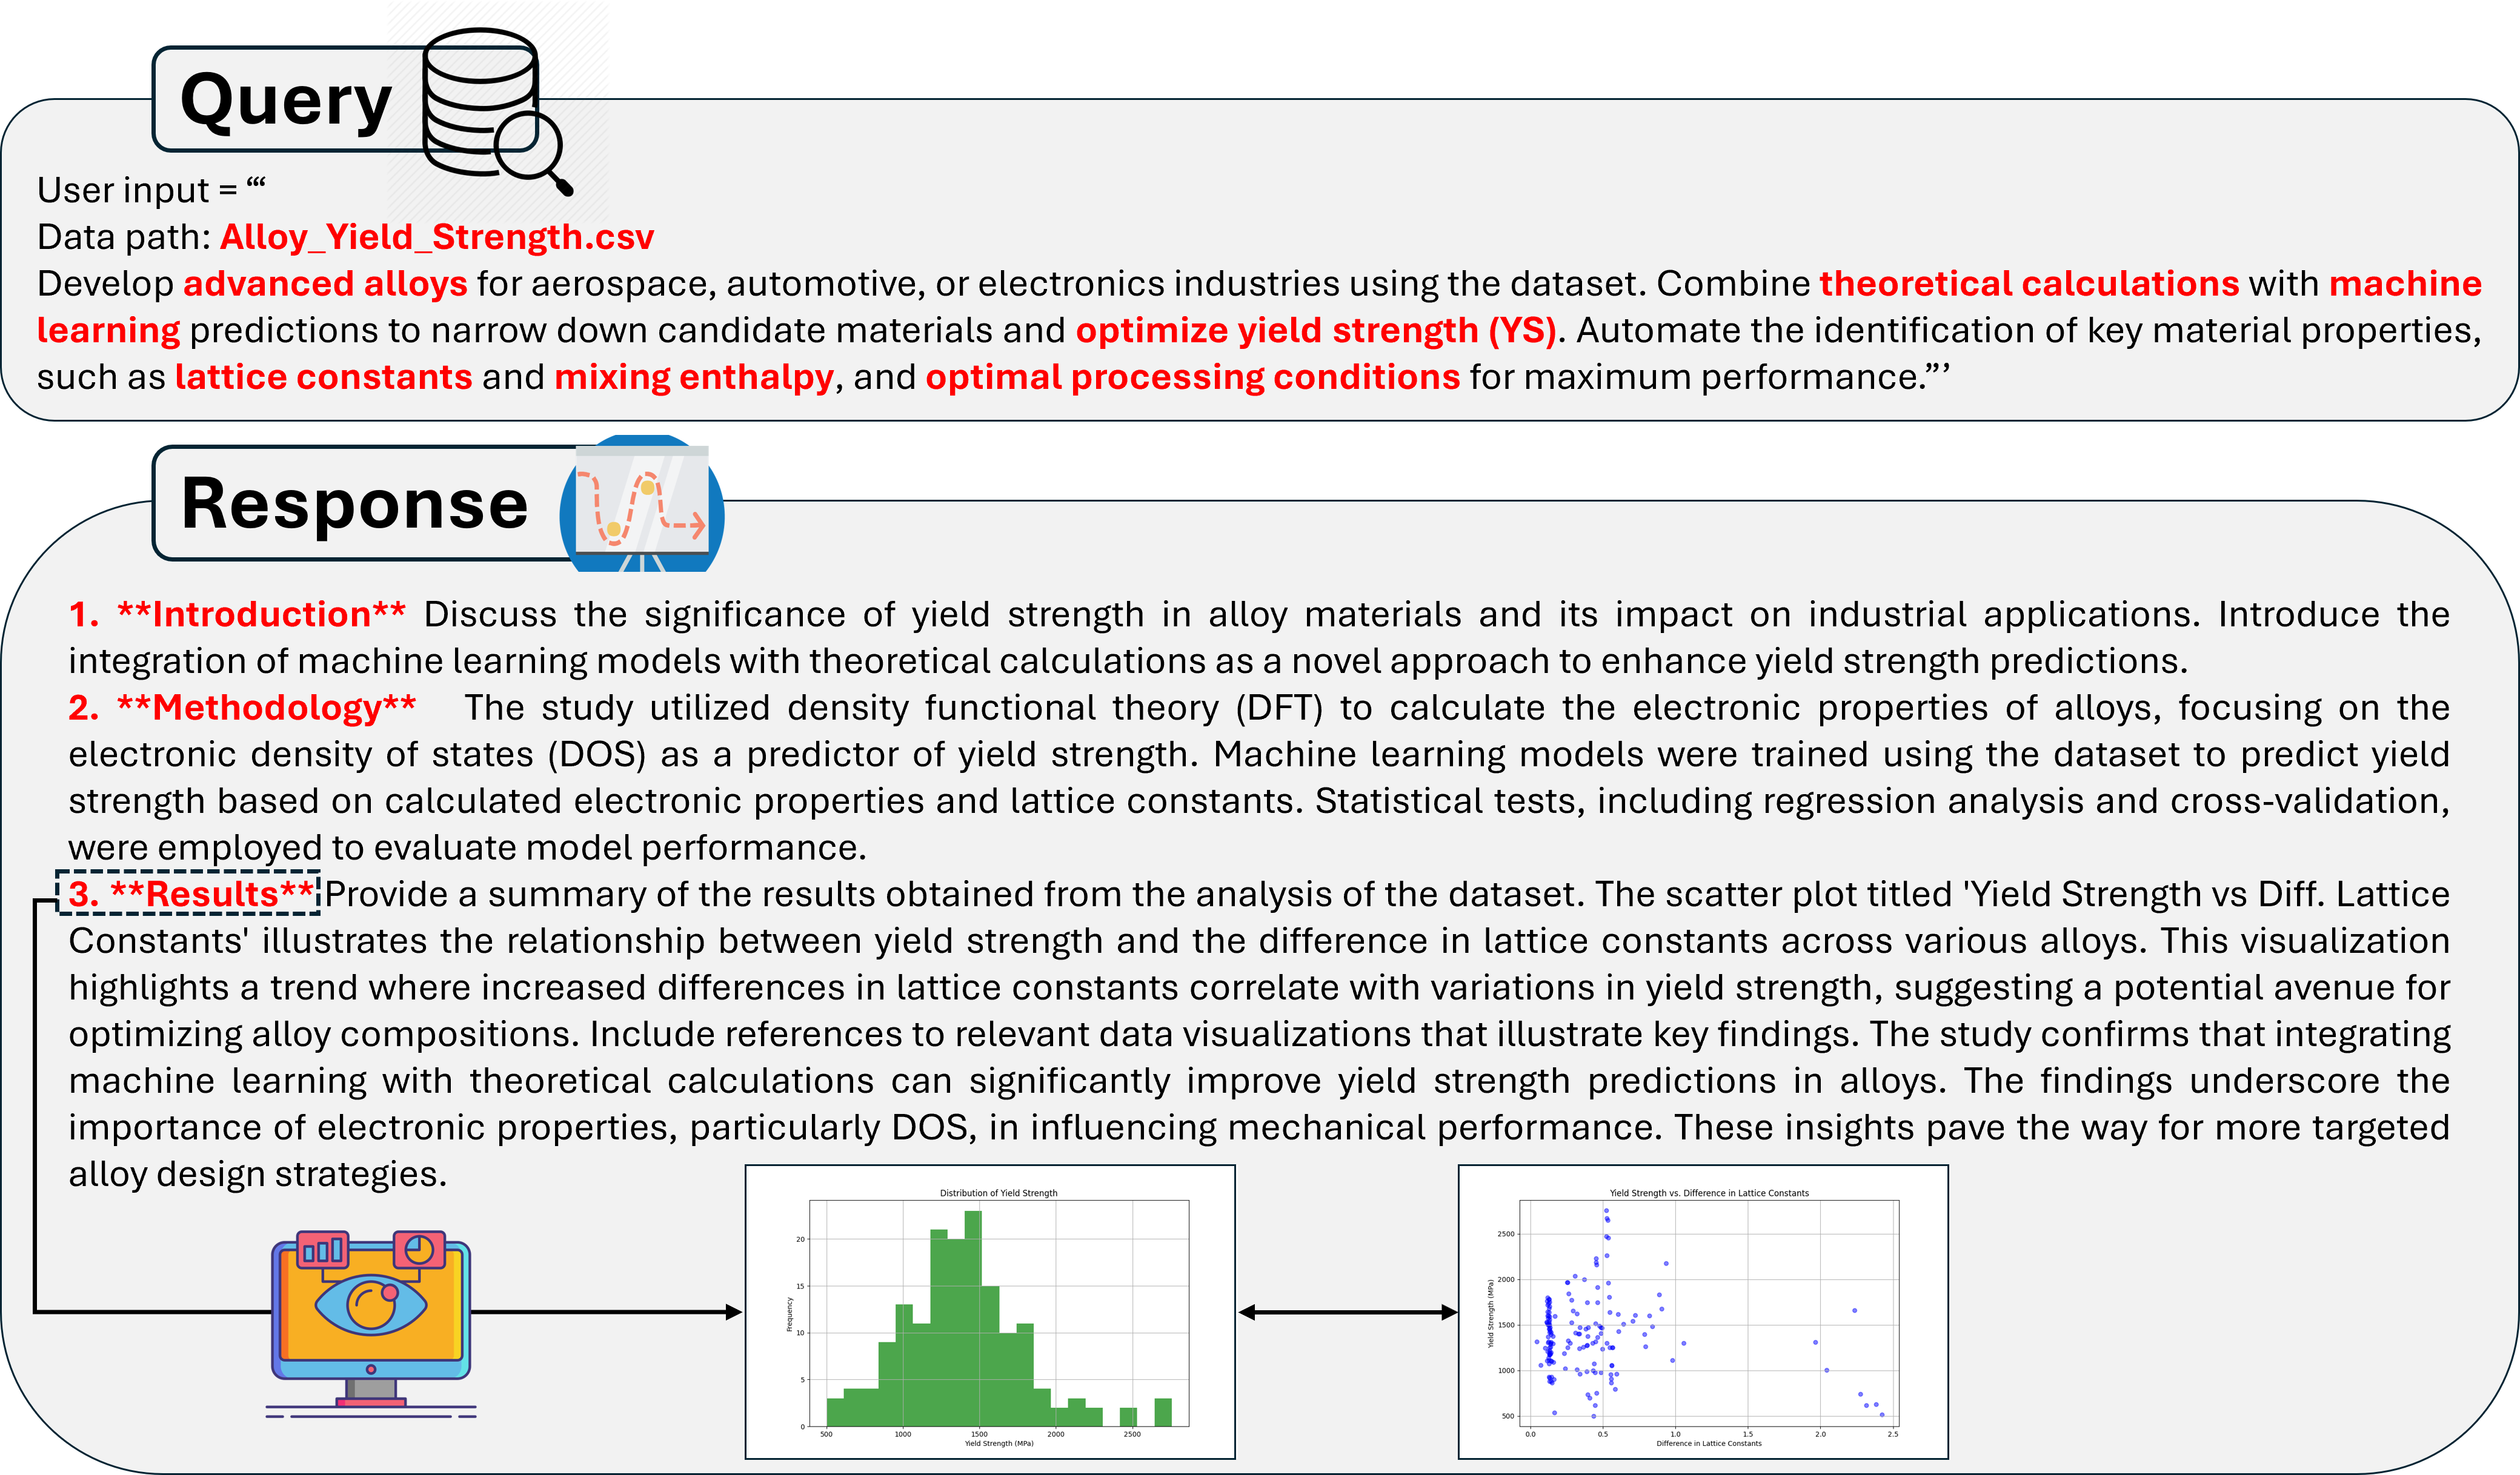 Query
User input = “‘
Data path: Alloy_Yield_Strength.csv
Develop advanced alloys for aerospace, automotive, or electronics industries using the dataset. Combine theoretical calculations with machine
learning predictions to narrow down candidate materials and optimize yield strength (YS). Automate the identification of key material properties,
such as lattice constants and mixing enthalpy, and optimal processing conditions for maximum performance.”’
Response
1. **Introduction** Discuss the significance of yield strength in alloy materials and its impact on industrial applications. Introduce the
integration of machine learning models with theoretical calculations as a novel approach to enhance yield strength predictions.
2. **Methodology** The study utilized density functional theory (DFT) to calculate the electronic properties of alloys, focusing on the
electronic density of states (DOS) as a predictor of yield strength. Machine learning models were trained using the dataset to predict yield
strength based on calculated electronic properties and lattice constants. Statistical tests, including regression analysis and cross-validation,
were employed to evaluate model performance.
3. **Results** Provide a summary of the results obtained from the analysis of the dataset. The scatter plot titled 'Yield Strength vs Diff. Lattice
Constants' illustrates the relationship between yield strength and the difference in lattice constants across various alloys. This visualization
highlights a trend where increased differences in lattice constants correlate with variations in yield strength, suggesting a potential avenue for
optimizing alloy compositions. Include references to relevant data visualizations that illustrate key findings. The study confirms that integrating
machine learning with theoretical calculations can significantly improve yield strength predictions in alloys. The findings underscore the
importance of electronic properties, particularly DOS, in influencing mechanical performance. These insights pave the way for more targeted
alloy design strategies.
Distribution of Yield Strength
Frequency
20
15
10
5
0
500 1000 1500 2000 2500
Yield Strength (MPa)
Yield Strength vs. Difference in Lattice Constants
Yield Strength (MPa)
2500
2000
1500
1000
500
0.0 0.5 1.0 1.5 2.0 2.5
Difference in Lattice Constants